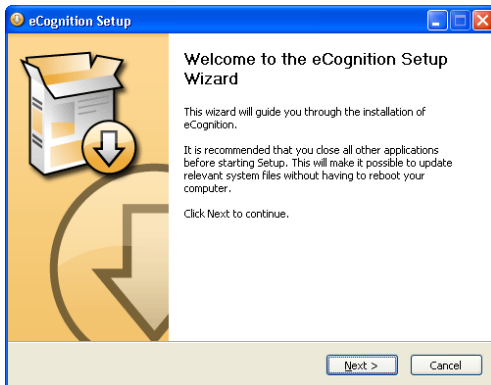 eCognition Setup
Welcome to the eCognition Setup
Wizard
This wizard will guide you through the installation of
eCognition.
It is recommended that you close all other applications
before starting Setup. This will make it possible to update
relevant system files without having to reboot your
computer.
Click Next to continue.
Next >
Cancel